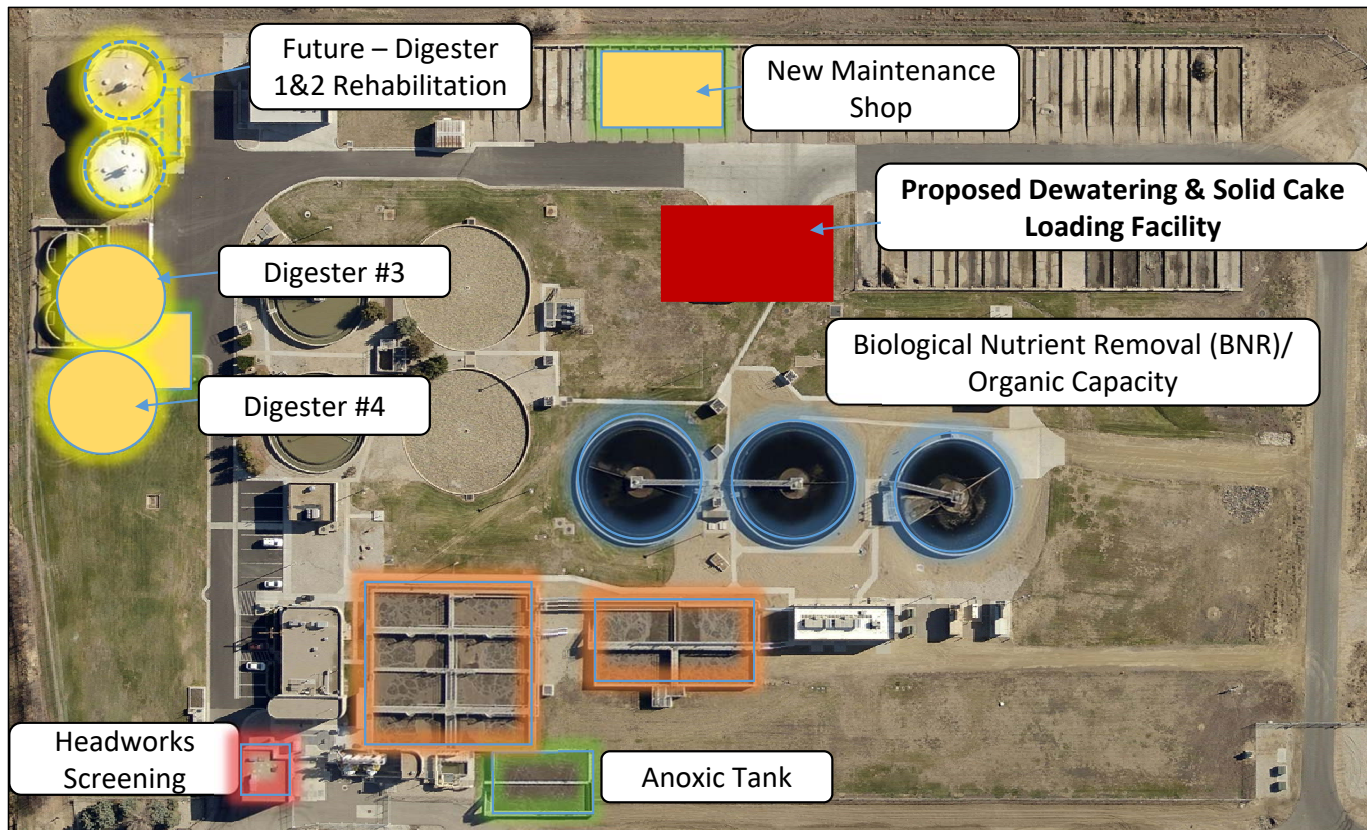 Future – Digester
1&2 Rehabilitation
New Maintenance
Shop
Proposed Dewatering & Solid Cake
Loading Facility
Digester #3
Biological Nutrient Removal (BNR)/
Organic Capacity
Digester #4
Headworks
Screening
Anoxic Tank